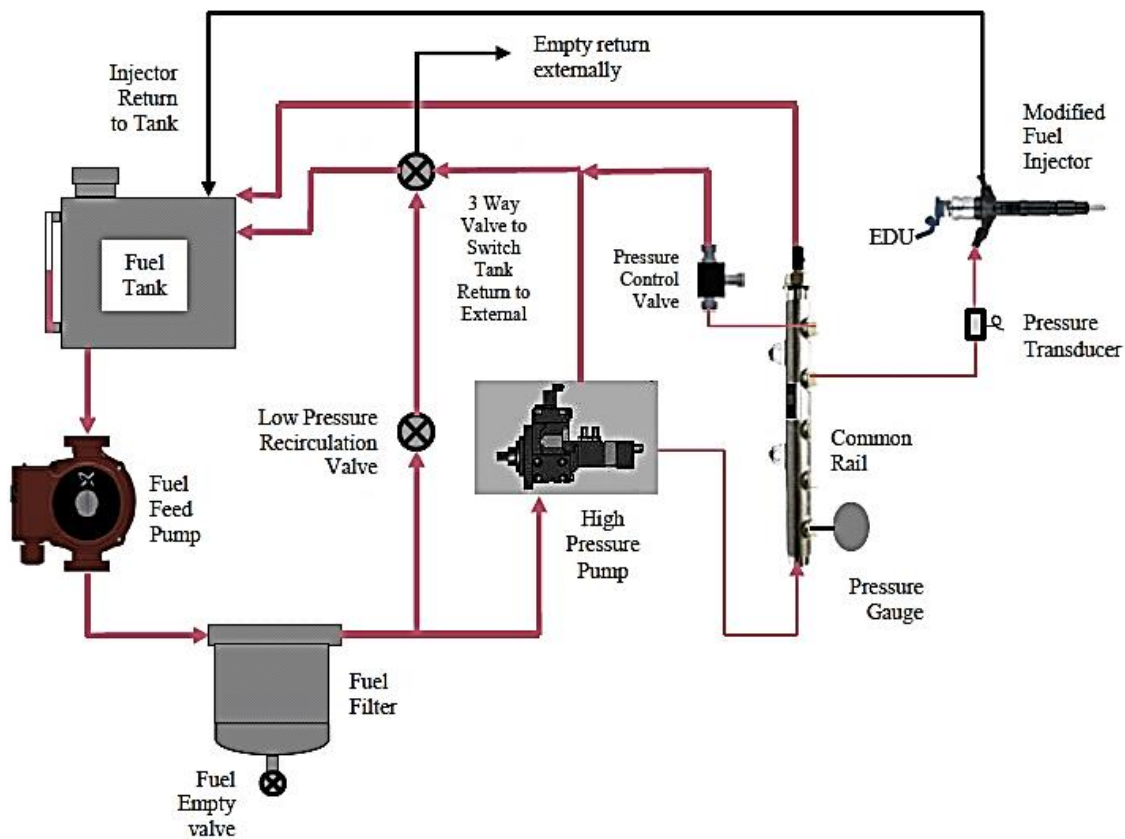 Empty return
externally
Injector
Return
to Tank
Modified
Fuel
Injector
3 Way
Valve to
Switch
Tank
Return to
External
EDU
Fuel
Tank
Pressure
Control
Valve
Pressure
Transducer
Low Pressure
Recirculation
Valve
Common
Rail
Fuel
Feed
Pump
High
Pressure
Pump
Pressure
Gauge
Fuel
Filter
Fuel
Empty
valve